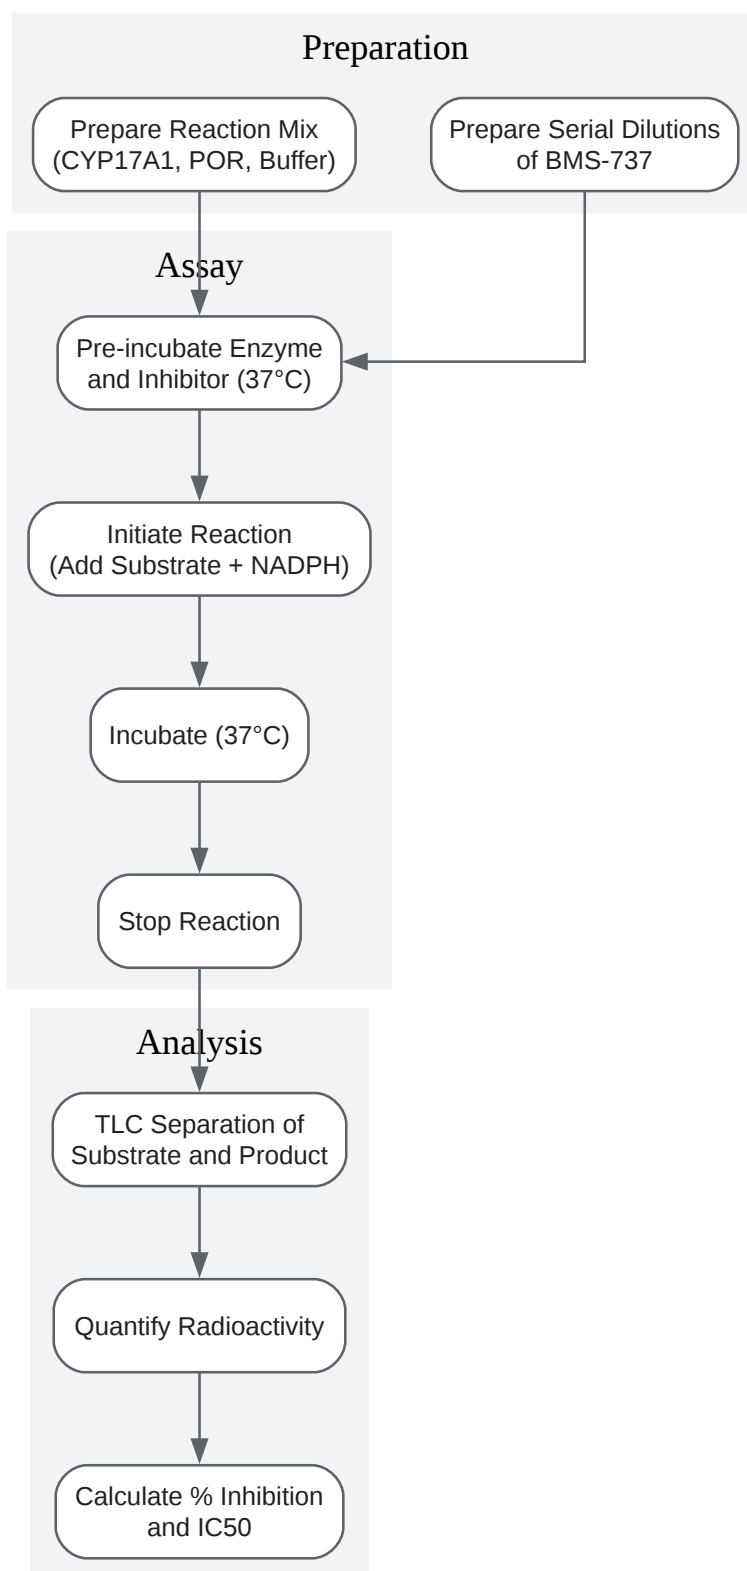 Preparation
Prepare Reaction Mix
(CYP17A1, POR, Buffer)
Prepare Serial Dilutions
of BMS-737
Assay
Pre-incubate Enzyme
and Inhibitor (37°C)
Initiate Reaction
(Add Substrate + NADPH)
Incubate (37°C)
Stop Reaction
Analysis
TLC Separation of
Substrate and Product
Quantify Radioactivity
Calculate % Inhibition
and IC50